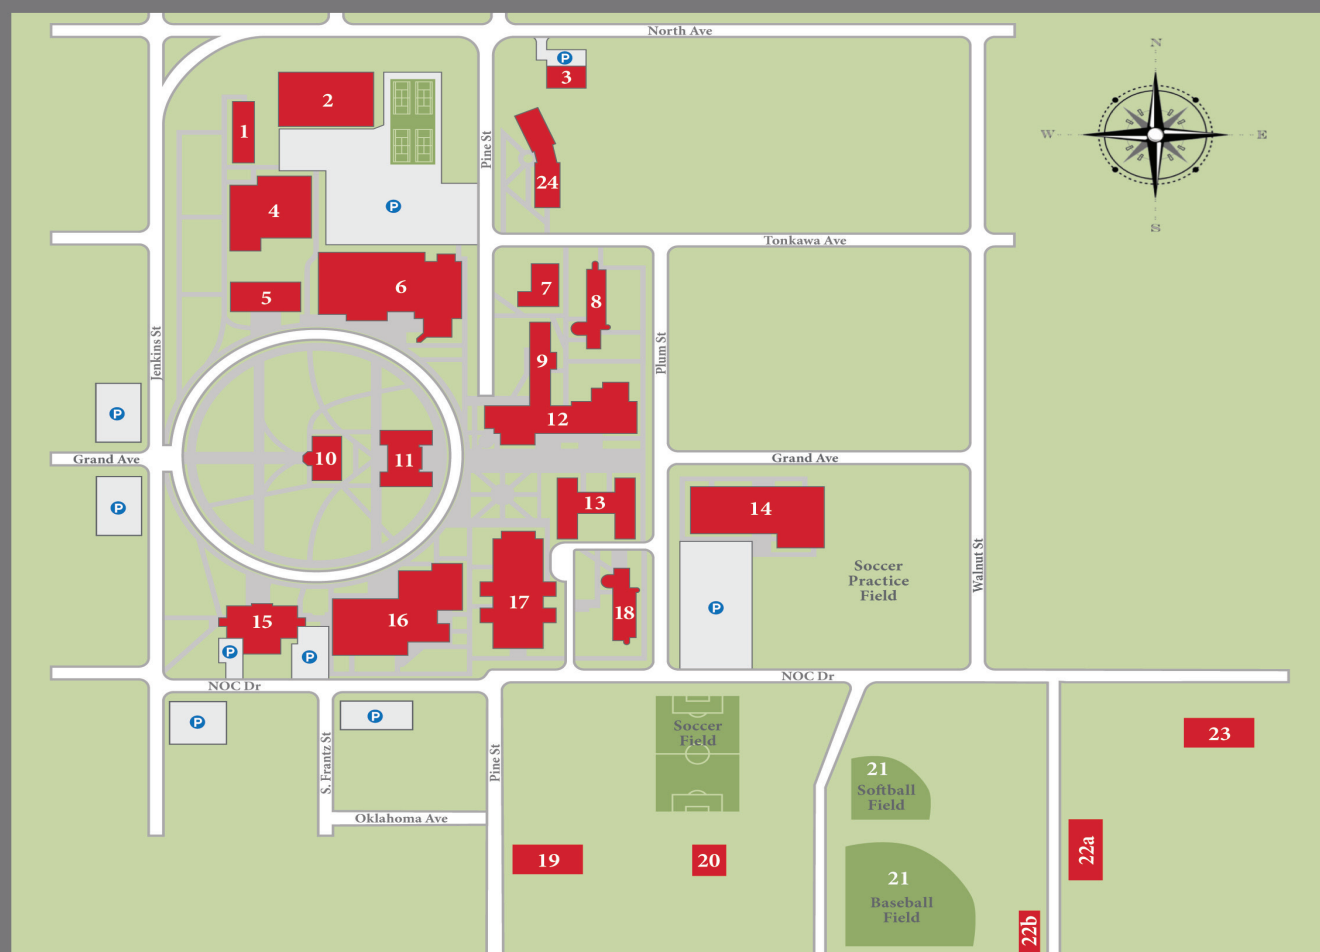 North Ave
P
3
2
1
Pine St
N
W
E
S
24
4
P
Tonkawa Ave
6
7
8
5
9
Jenkins St
Plum St
P
12
Grand Ave
10
11
Grand Ave
P
13
14
Walnut St
Soccer
Practice
Field
17
P
18
15
16
P
P
NOC Dr
NOC Dr
P
P
S. Frantz St
Pine St
Soccer
Field
23
21
Softball
Field
Oklahoma Ave
22a
19
20
21
Baseball
Field
22b